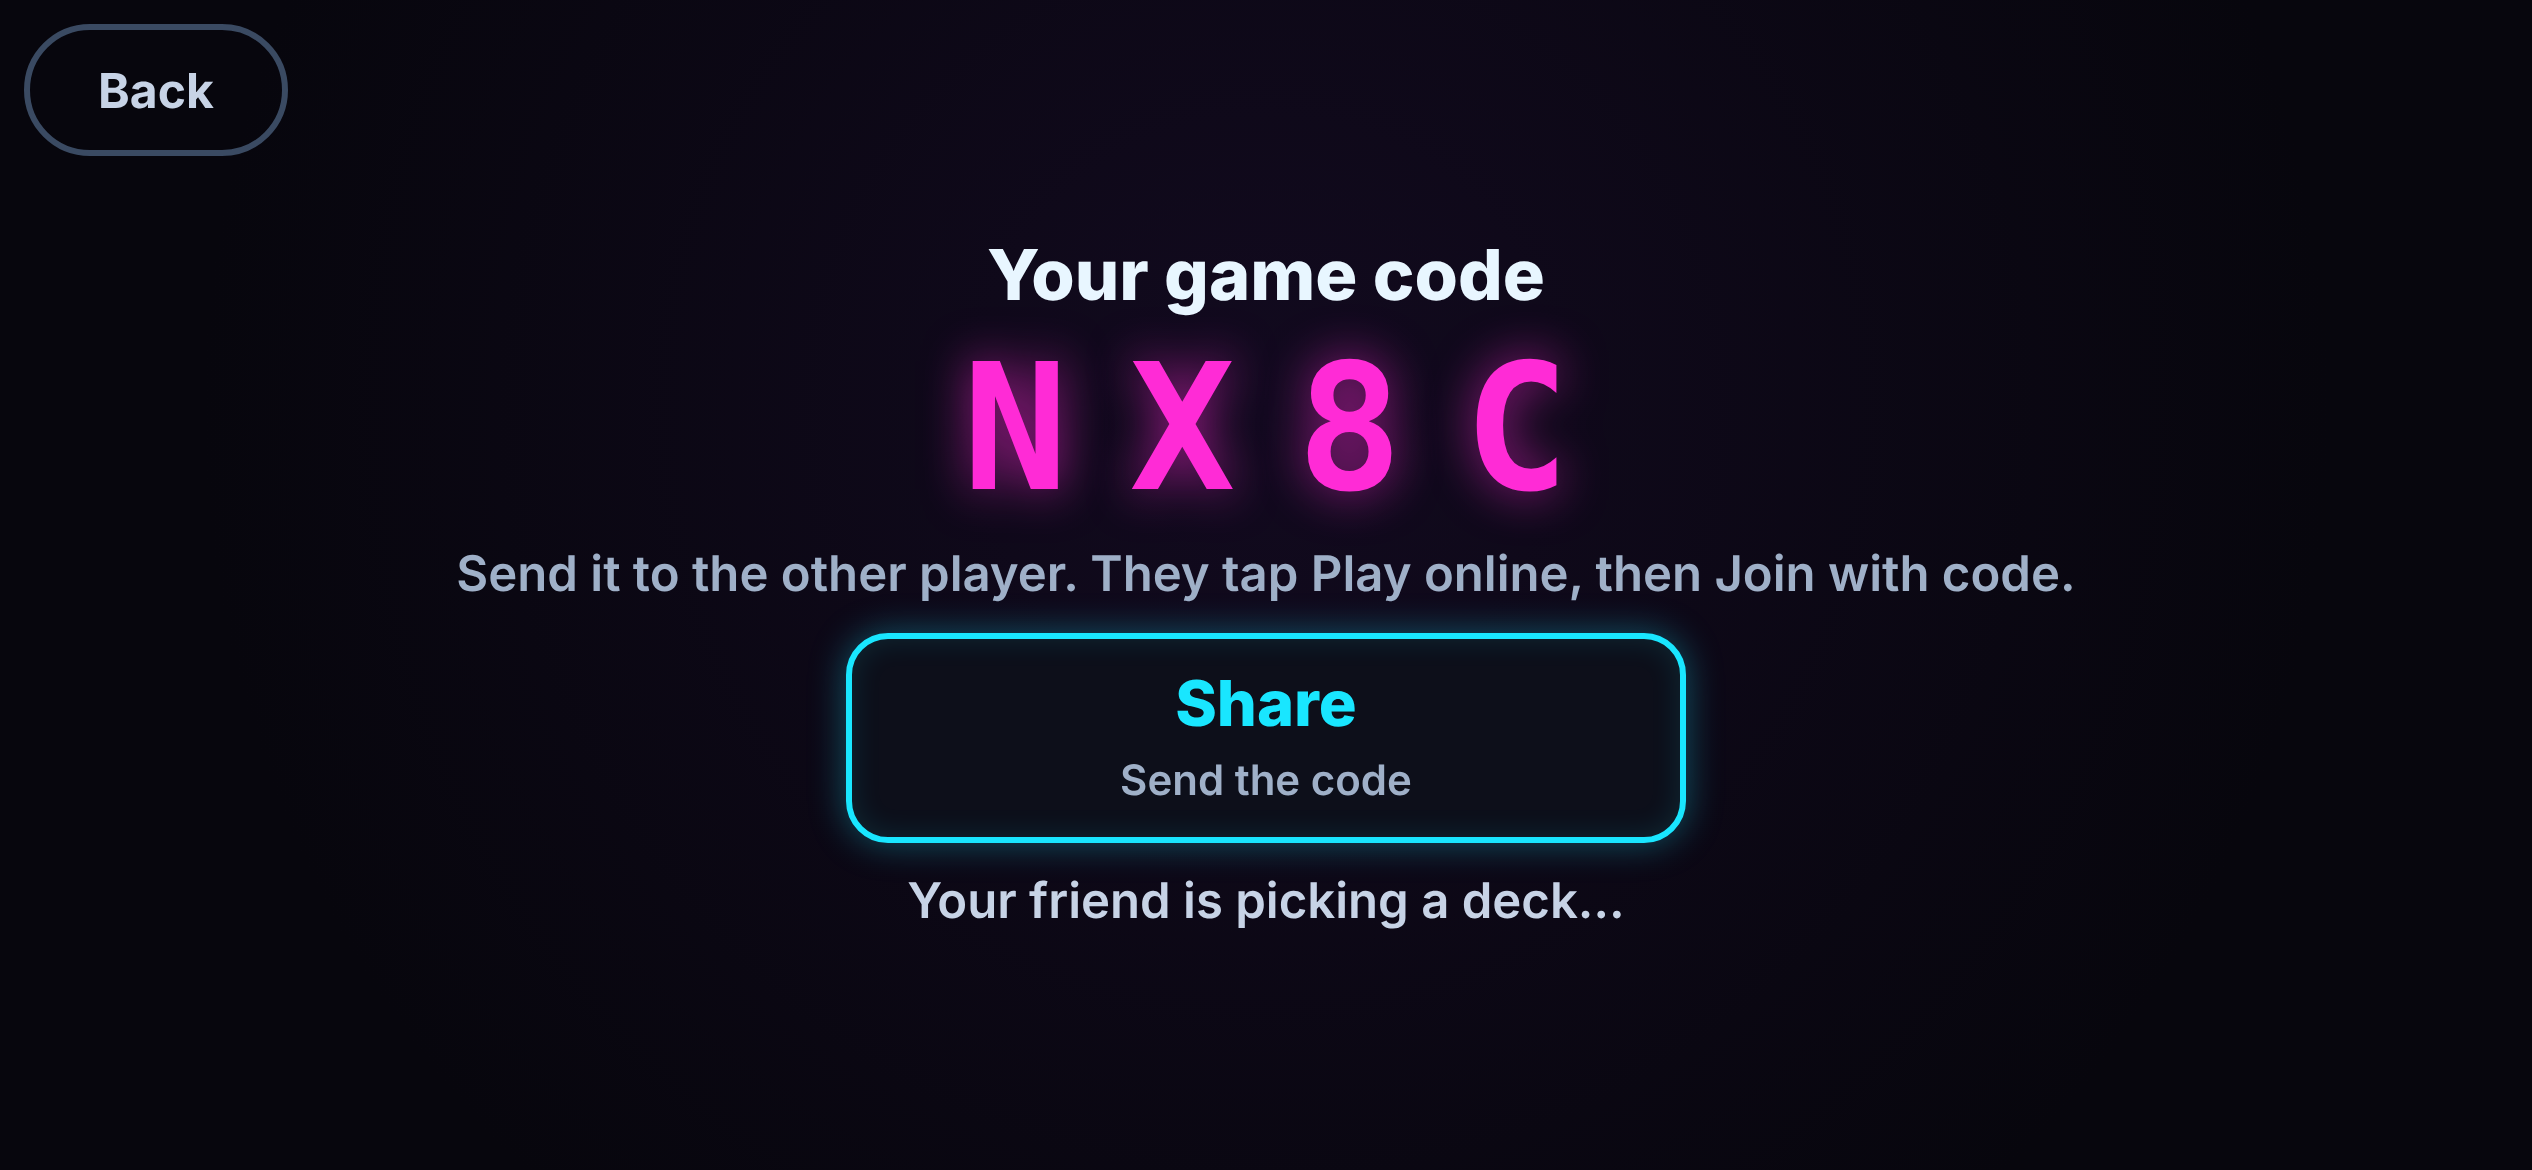 Back
Your game code
NX8C
Send it to the other player. They tap Play online, then Join with code.
Share
Send the code
Your friend is picking a deck...